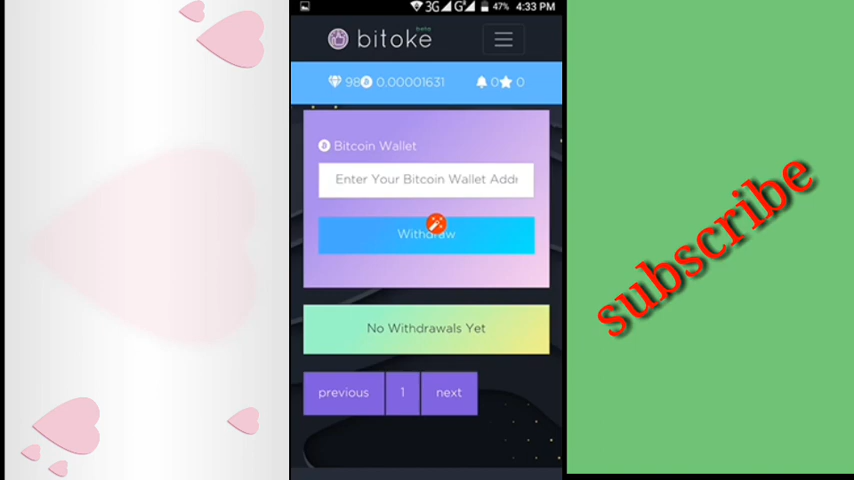 3G G 47% 4:33 PM
bitoke beta
98 0.00001631 0 0
Bitcoin Wallet
Enter Your Bitcoin Wallet Addr
Withdraw
No Withdrawals Yet
previous 1 next
subscribe